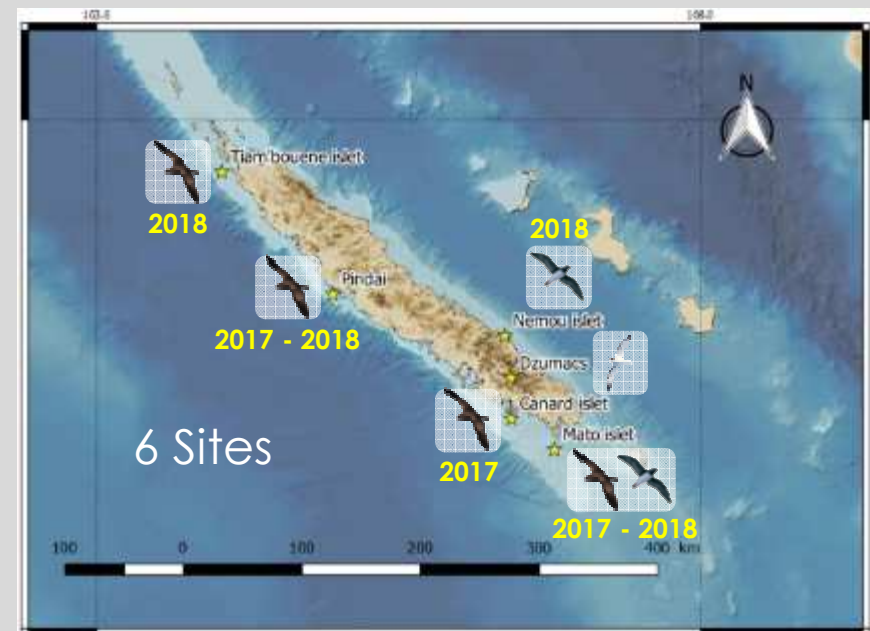 N
Tiam bouene islet
2018
2018
Pindai
2017 - 2018
Nemou islet
Dzumacs
Canard islet
2017
Mato islet
6 Sites
2017 - 2018
100 0 100 200 300 400 km